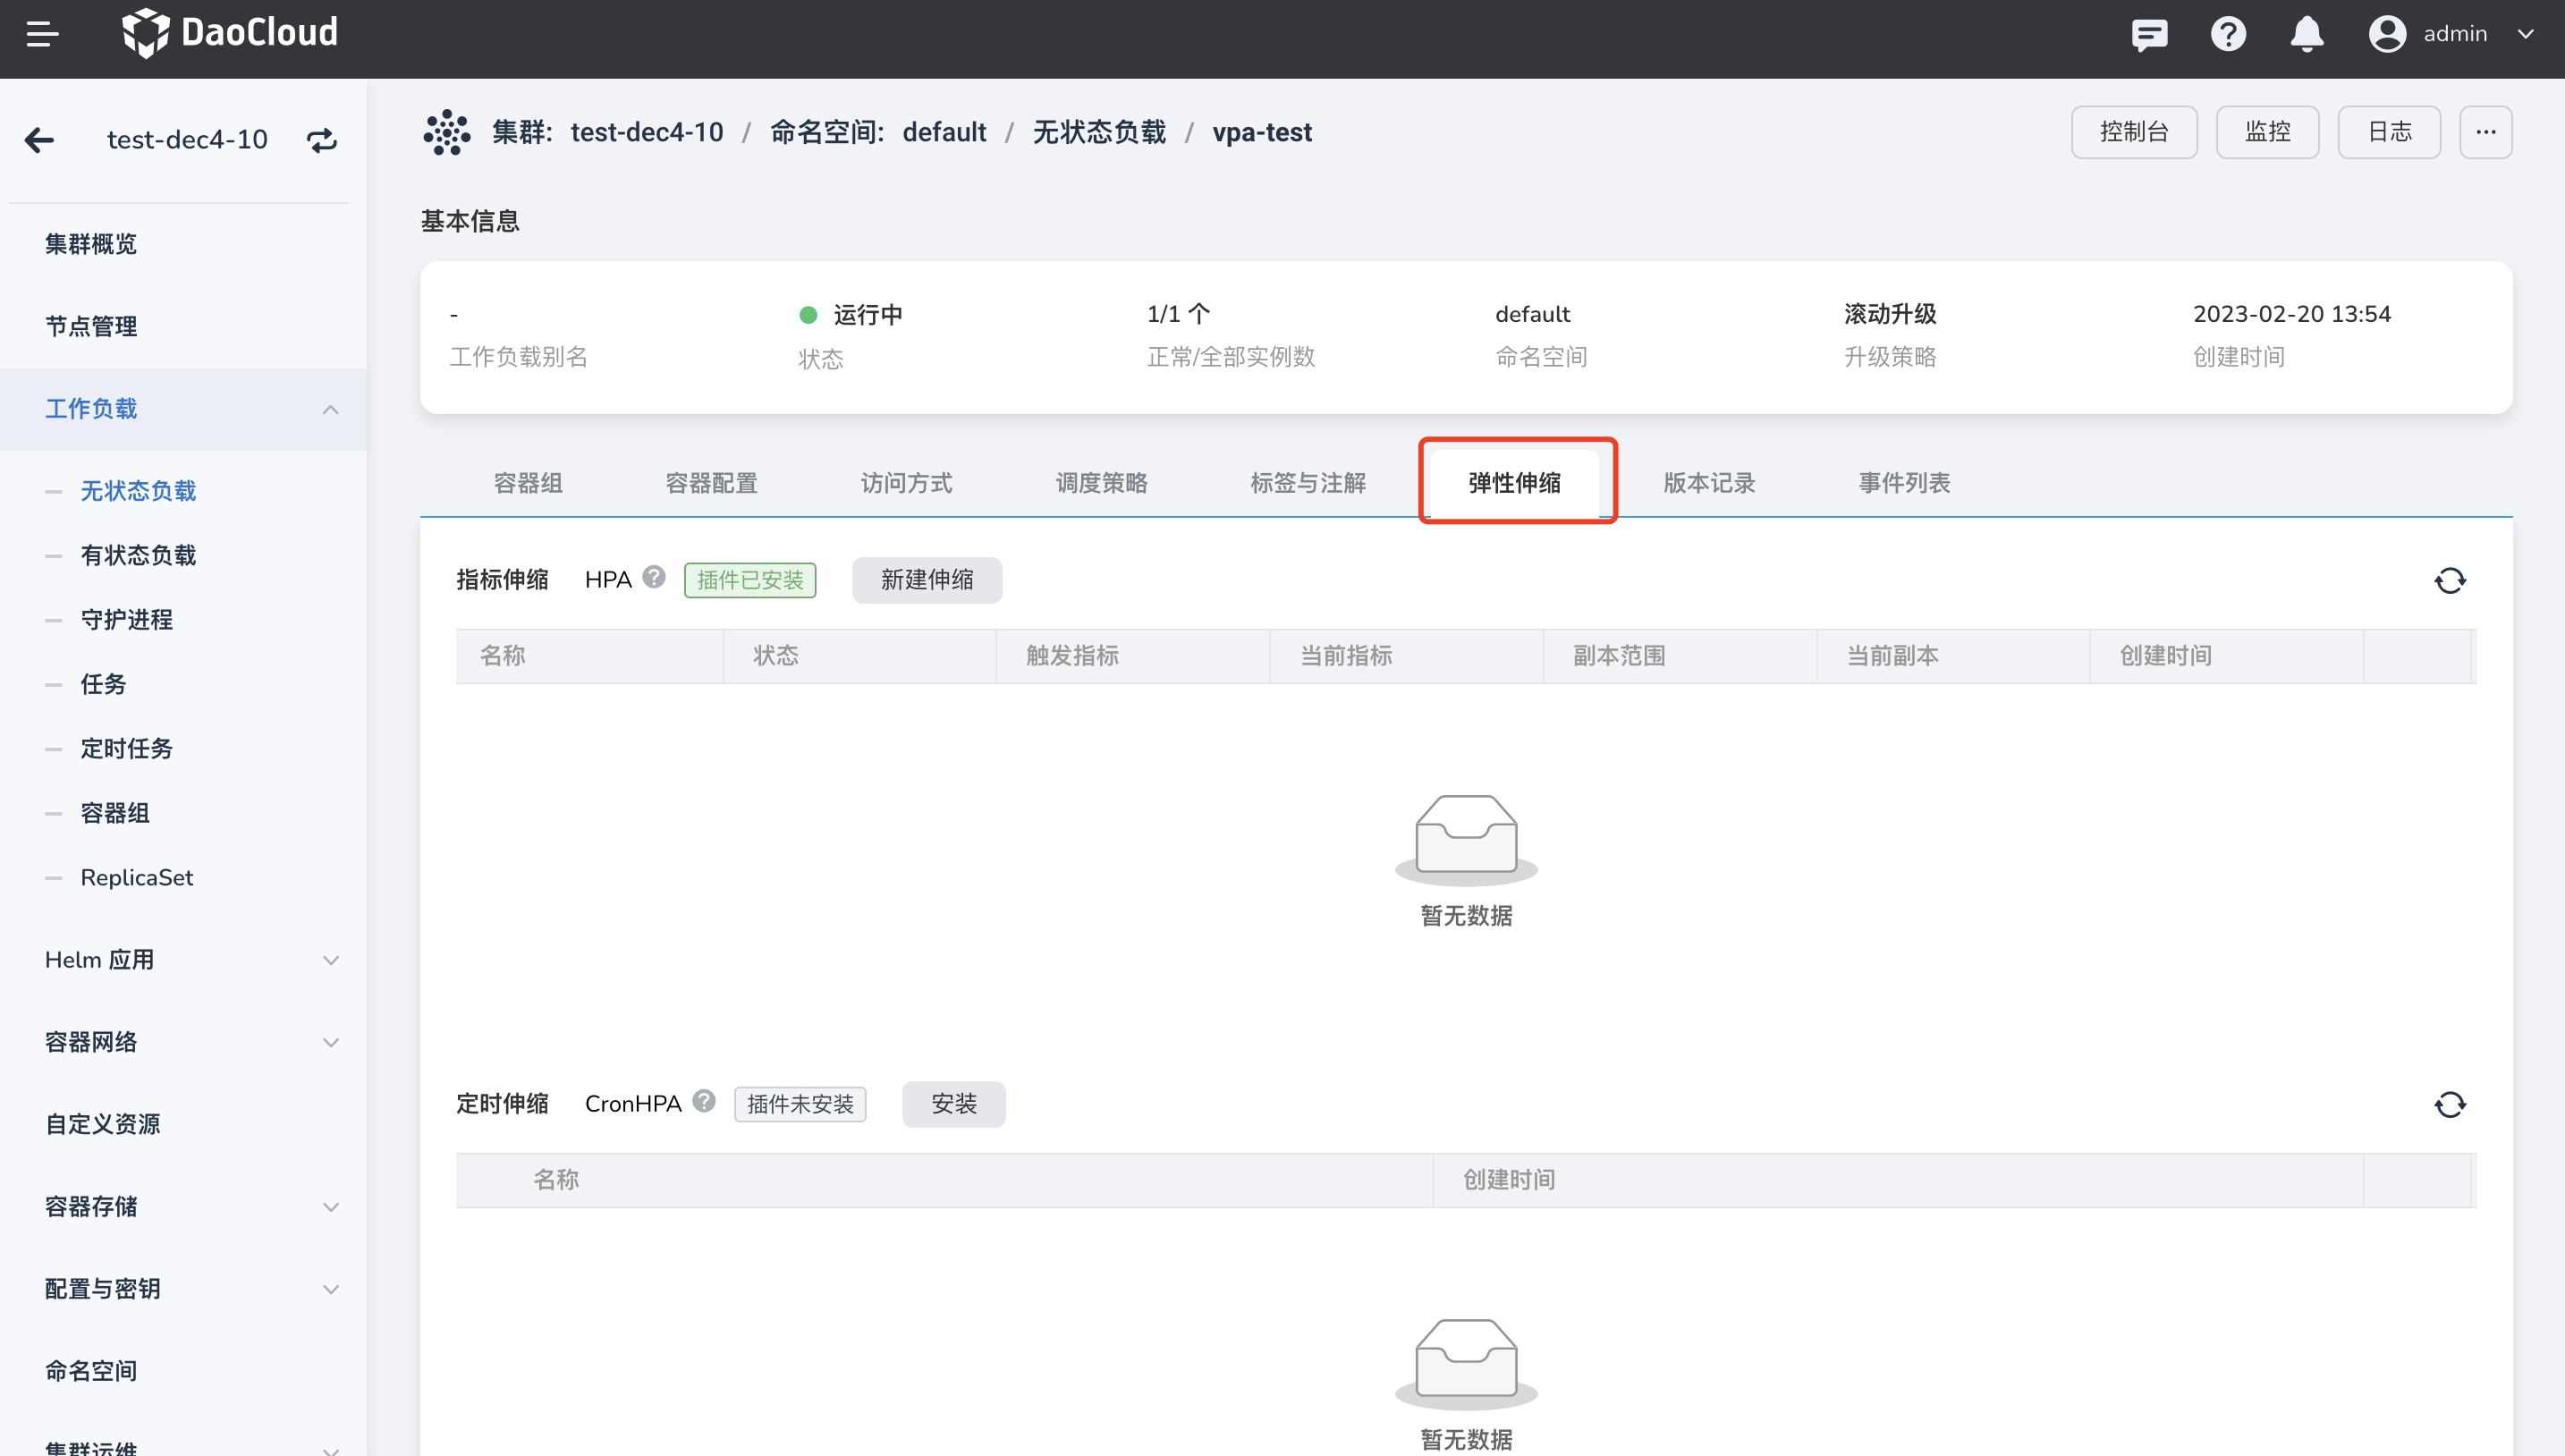 DaoCloud
admin
test-dec4-10
集群概览
节点管理
工作负载
无状态负载
有状态负载
守护进程
任务
定时任务
容器组
ReplicaSet
Helm 应用
容器网络
自定义资源
容器存储
配置与密钥
命名空间
集群运维
集群: test-dec4-10 / 命名空间: default / 无状态负载 / vpa-test
控制台 监控 日志 ...
基本信息
- 运行中 1/1 个 default 滚动升级 2023-02-20 13:54
工作负载别名 状态 正常/全部实例数 命名空间 升级策略 创建时间
容器组 容器配置 访问方式 调度策略 标签与注解 弹性伸缩 版本记录 事件列表
指标伸缩 HPA ? 插件已安装 新建伸缩
名称 状态 触发指标 当前指标 副本范围 当前副本 创建时间
暂无数据
定时伸缩 CronHPA ? 插件未安装 安装
名称 创建时间
暂无数据